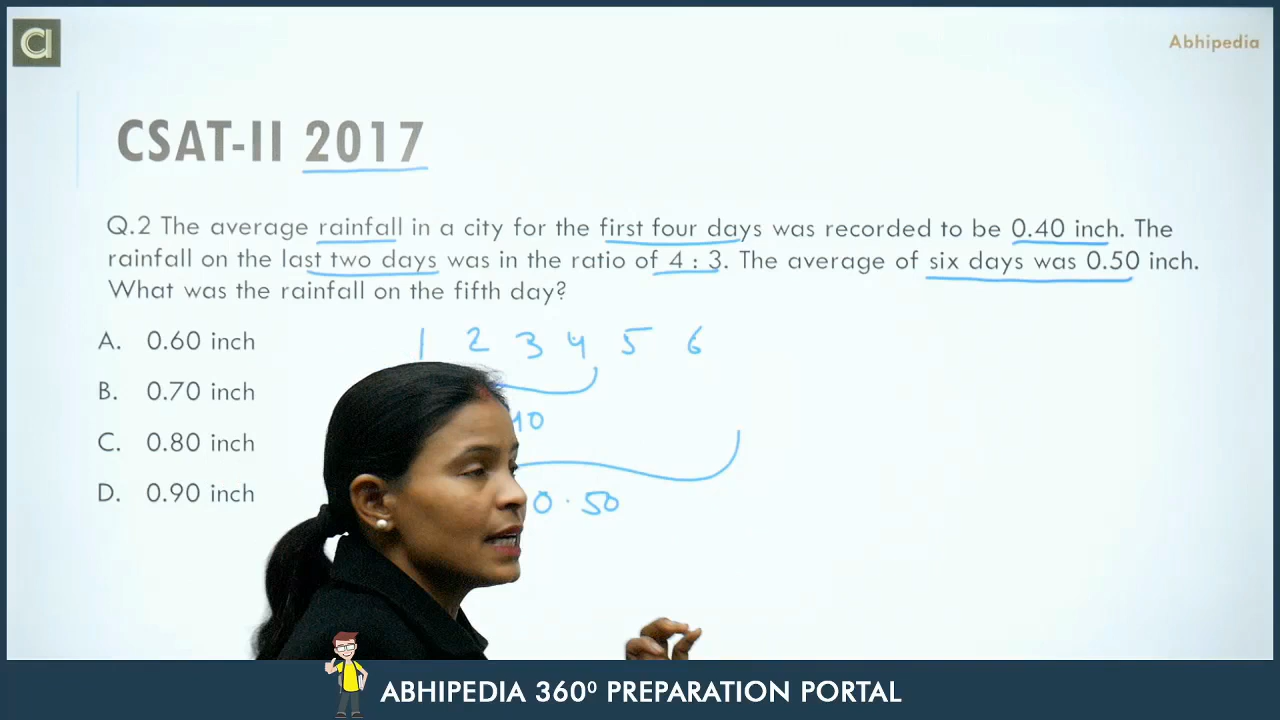 Abhipedia
CSAT-II 2017
Q.2 The average rainfall in a city for the first four days was recorded to be 0.40 inch. The
rainfall on the last two days was in the ratio of 4 : 3. The average of six days was 0.50 inch.
What was the rainfall on the fifth day?
A. 0.60 inch
B. 0.70 inch
C. 0.80 inch
D. 0.90 inch
1 2 3 4 5 6
40
0.50
ABHIPEDIA 360⁰ PREPARATION PORTAL